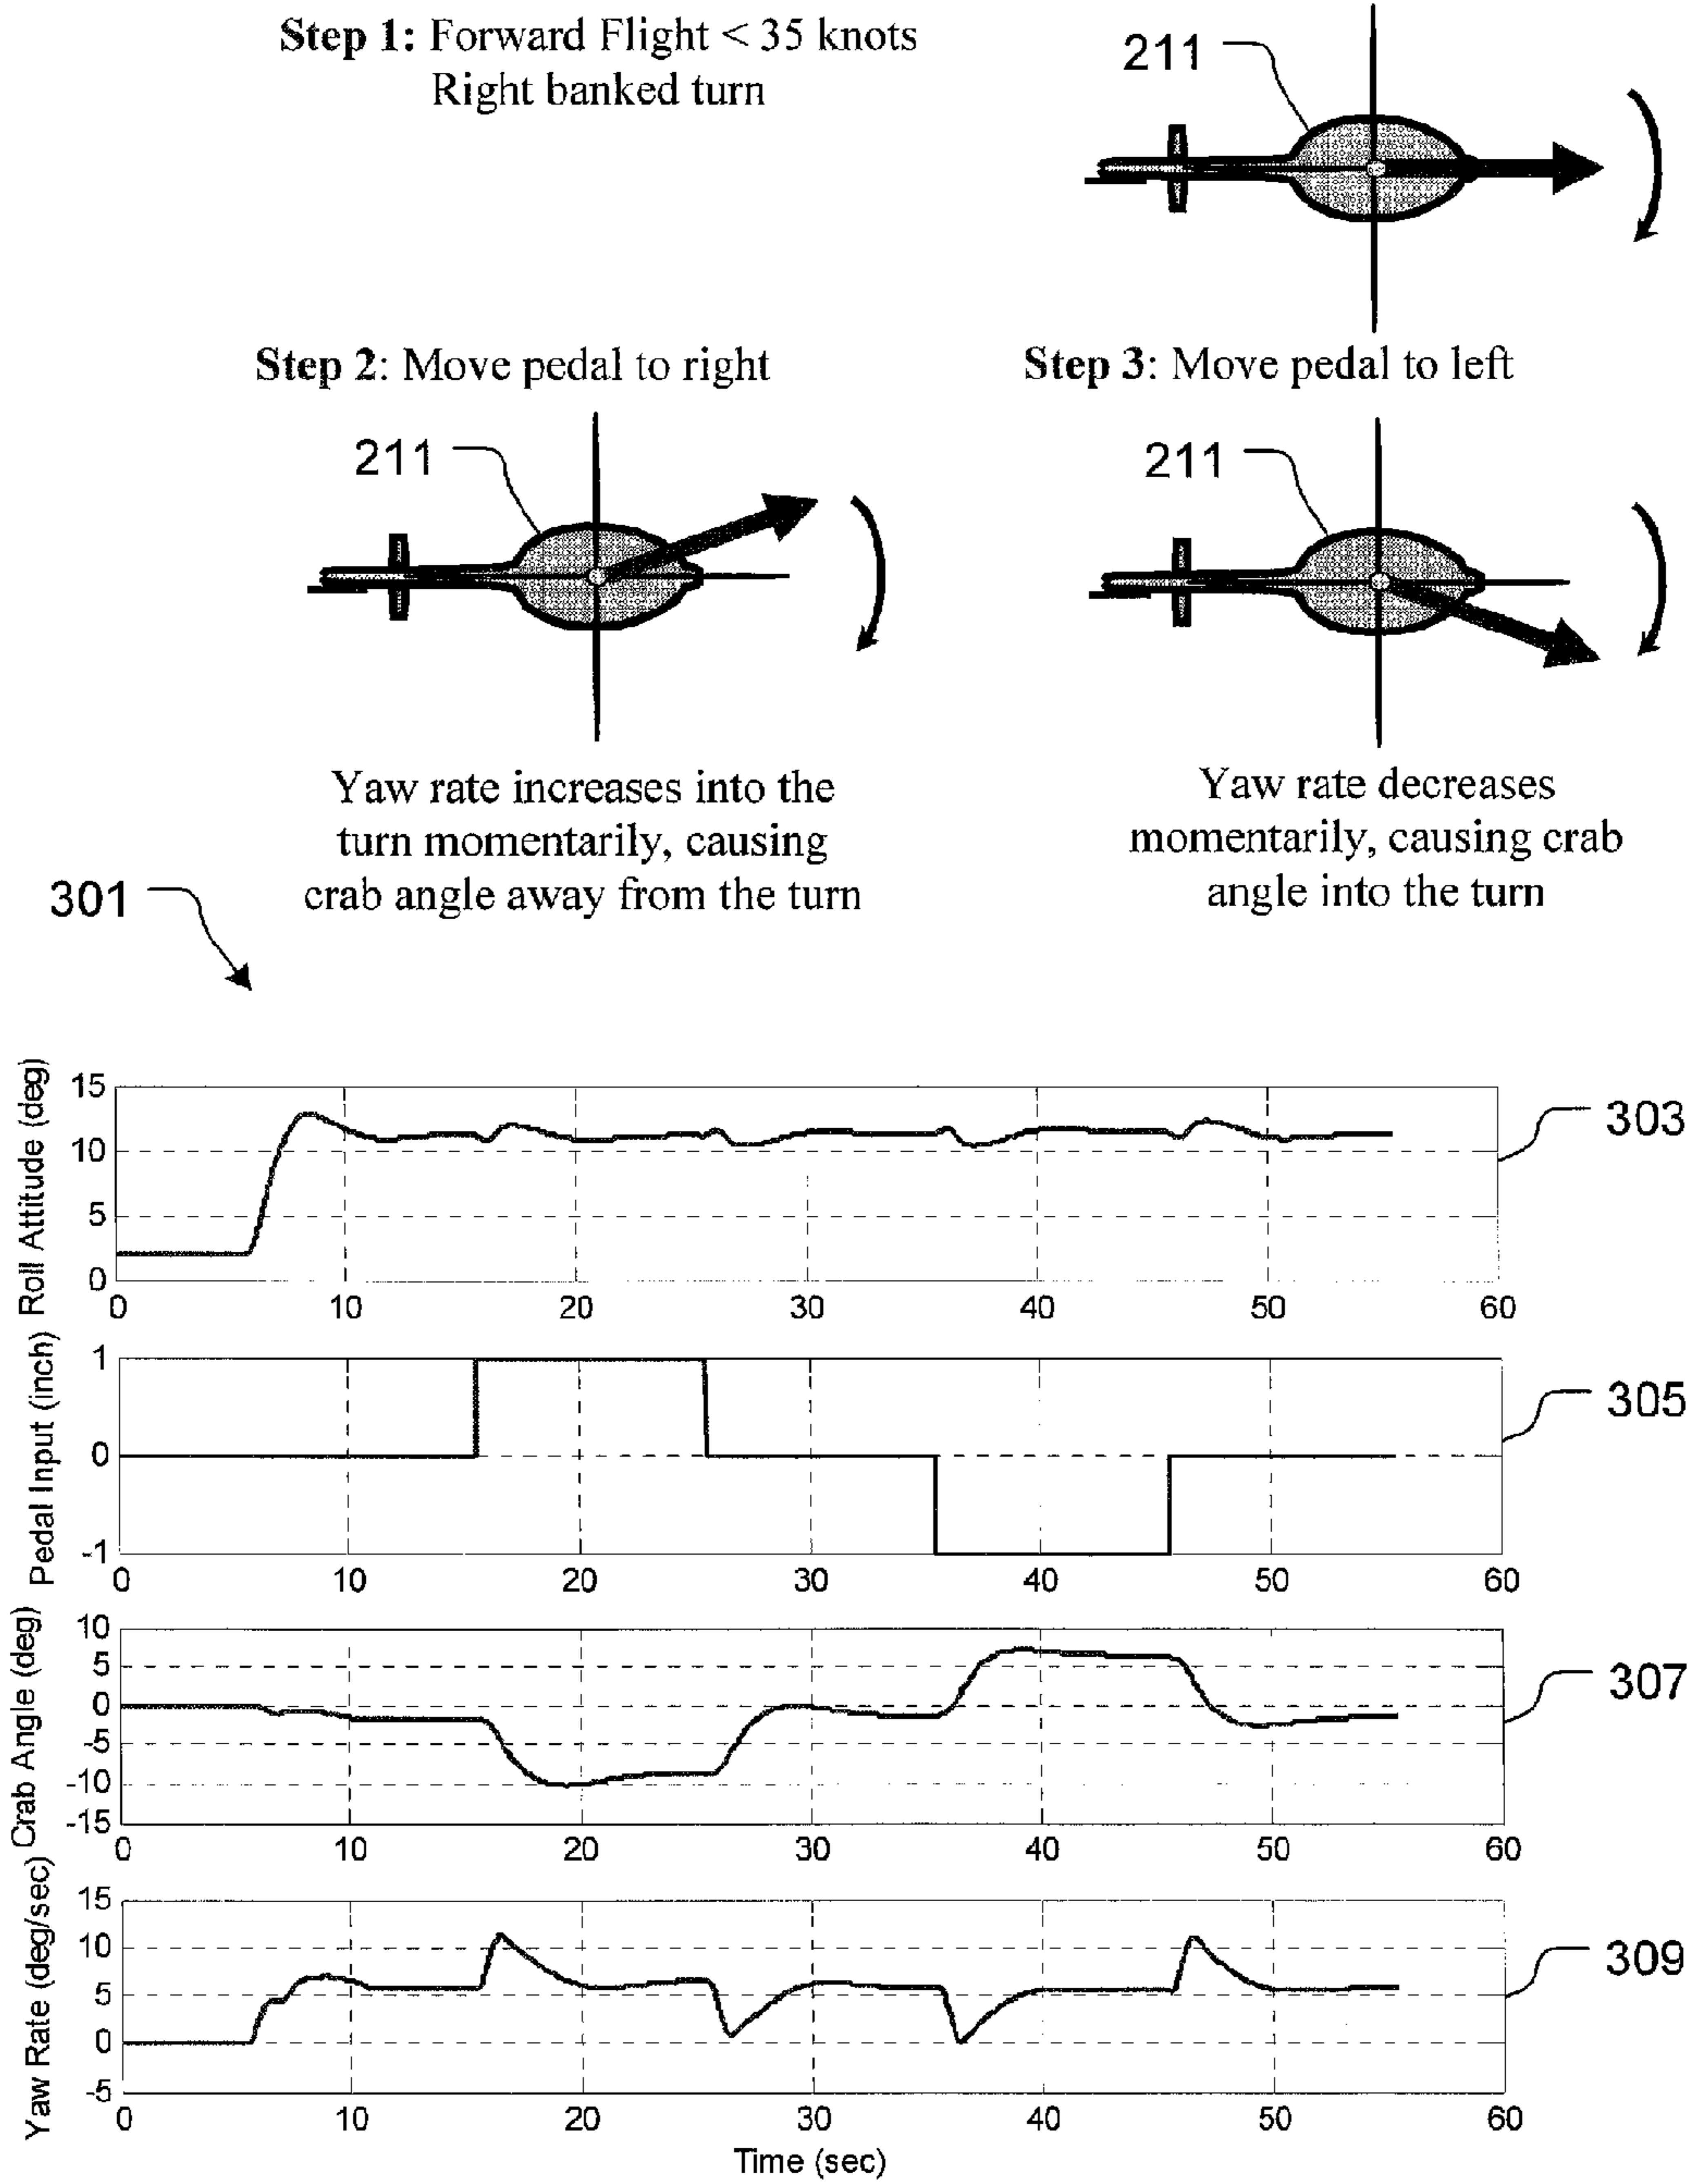 Step 1: Forward Flight < 35 knots
Right banked turn
211
Step 2: Move pedal to right
211
Yaw rate increases into the
turn momentarily, causing
crab angle away from the turn
Step 3: Move pedal to left
211
Yaw rate decreases
momentarily, causing crab
angle into the turn
301
Roll Attitude (deg)
15
10
5
0
0 10 20 30 40 50 60
303
Pedal Input (inch)
1
0
-1
0 10 20 30 40 50 60
305
Crab Angle (deg)
10
5
0
-5
-10
-15
0 10 20 30 40 50 60
307
Yaw Rate (deg/sec)
15
10
5
0
-5
0 10 20 30 40 50 60
309
Time (sec)